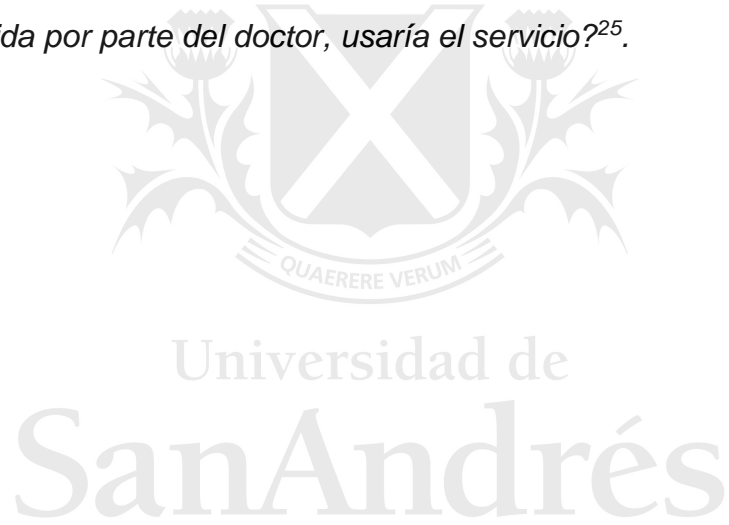 ida por parte del doctor, usaría el servicio?²⁵.
QUAERERE VERUM
Universidad de
SanAndrés